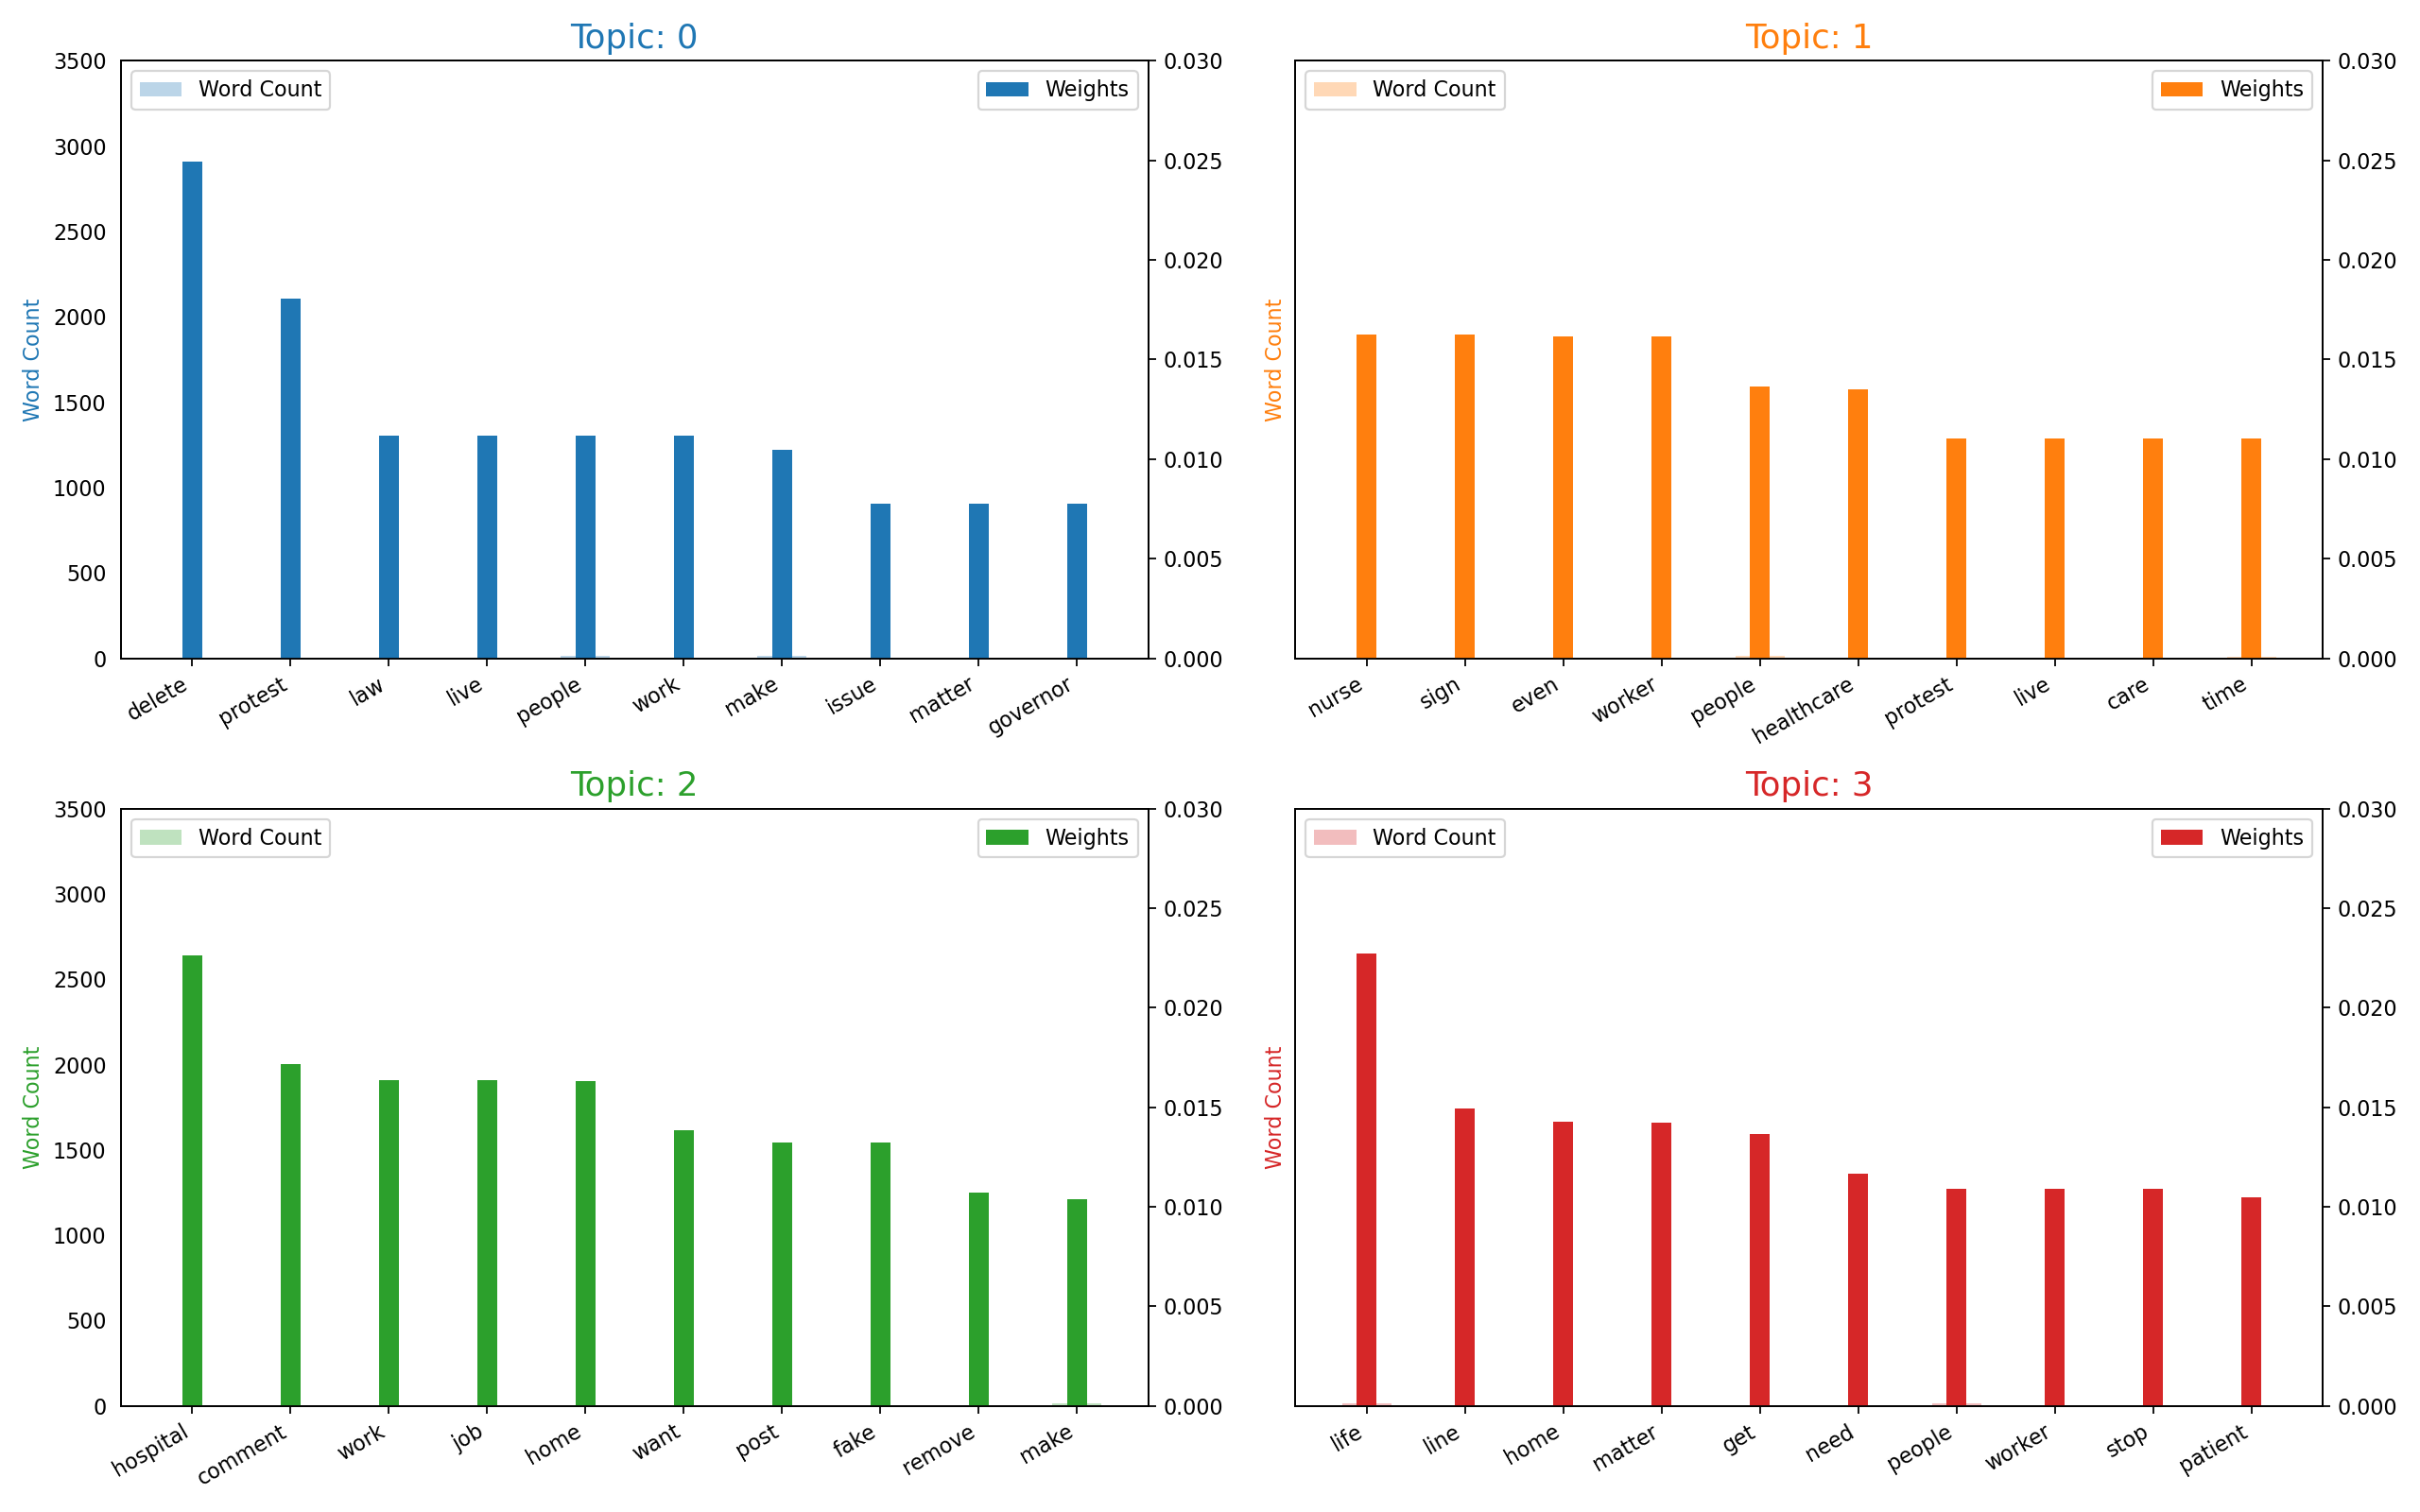 Topic: 0
Word Count
Weights
3500
3000
2500
2000
1500
1000
500
0
Word Count
0.030
0.025
0.020
0.015
0.010
0.005
0.000
delete
protest
law
live
people
work
make
issue
matter
governor
Topic: 1
Word Count
Weights
Word Count
0.030
0.025
0.020
0.015
0.010
0.005
0.000
nurse
sign
even
worker
people
healthcare
protest
live
care
time
Topic: 2
Word Count
Weights
3500
3000
2500
2000
1500
1000
500
0
Word Count
0.030
0.025
0.020
0.015
0.010
0.005
0.000
hospital
comment
work
job
home
want
post
fake
remove
make
Topic: 3
Word Count
Weights
Word Count
0.030
0.025
0.020
0.015
0.010
0.005
0.000
life
line
home
matter
get
need
people
worker
stop
patient